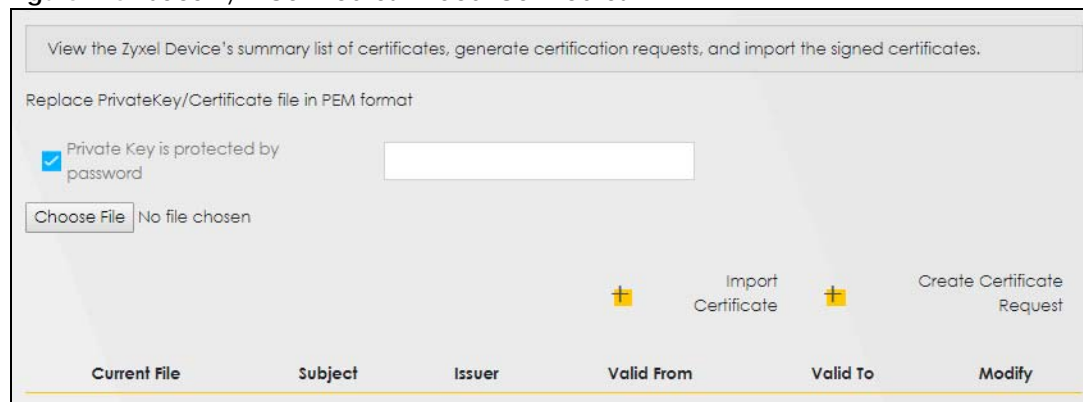 View the Zyxel Device's summary list of certificates, generate certification requests, and import the signed certificates.
Replace PrivateKey/Certificate file in PEM format
Private Key is protected by
password
Choose File No file chosen
Import
Certificate
Create Certificate
Request
Current File Subject Issuer Valid From Valid To Modify